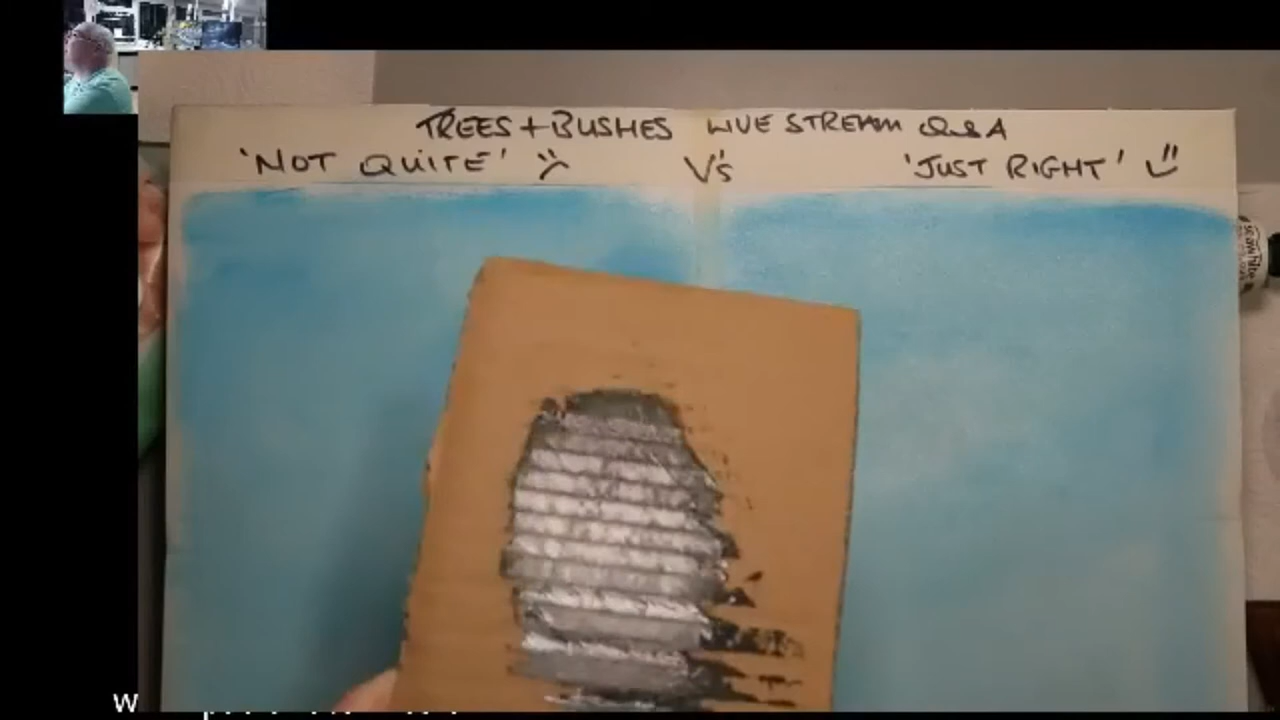 TREES + BUSHES LIVE STREAM Q & A
'NOT QUITE' :( V's 'JUST RIGHT' :)